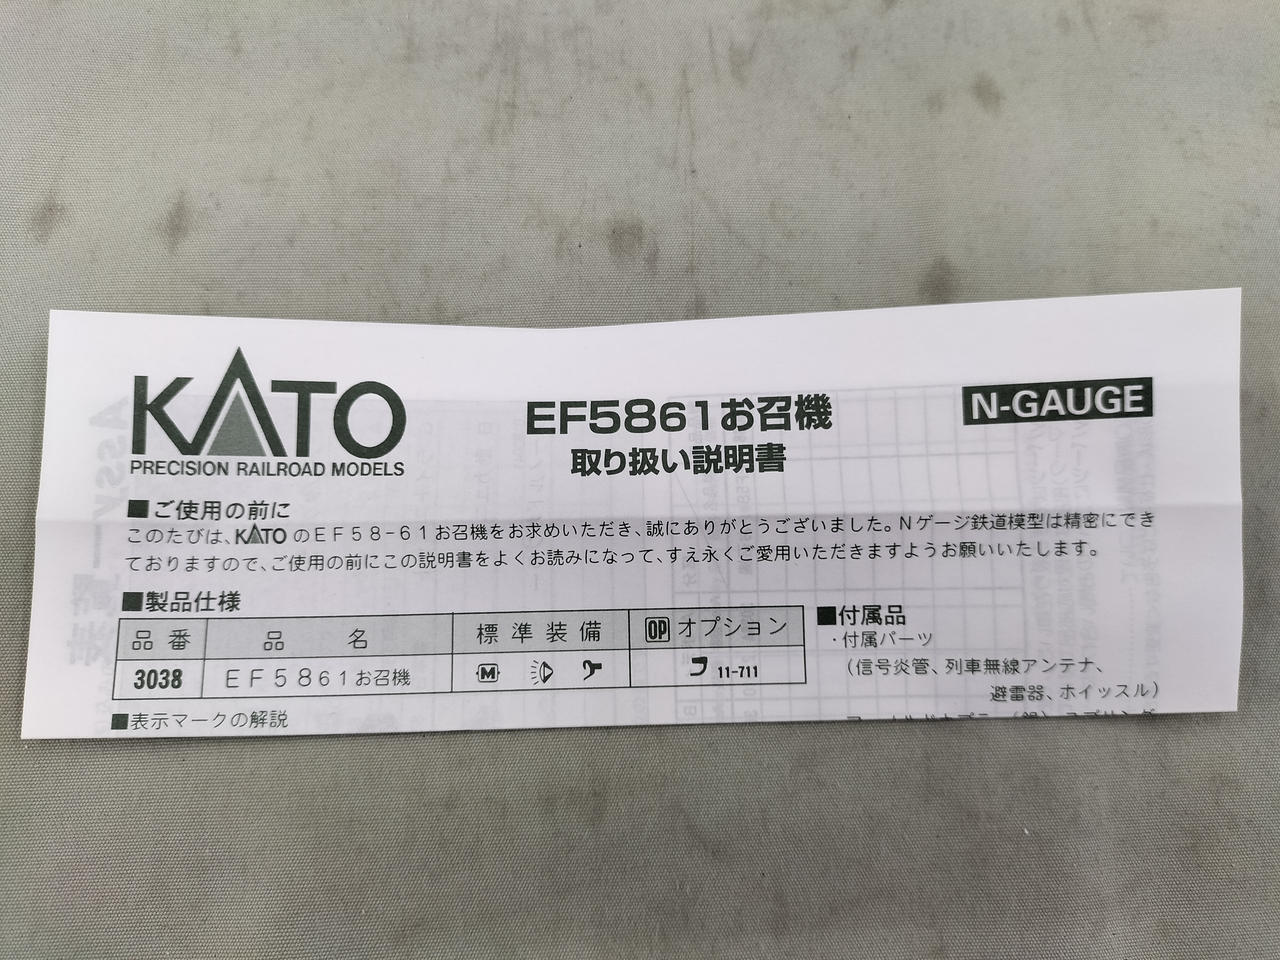 KATO
PRECISION RAILROAD MODELS
EF5861お召機
取り扱い説明書
N-GAUGE
■ご使用の前に
このたびは、KATOのEF58-61お召機をお求めいただき、誠にありがとうございました。Nゲージ鉄道模型は精密にでき
ておりますので、ご使用の前にこの説明書をよくお読みになって、すえ永くご愛用いただきますようお願いいたします。
■製品仕様
品番 品名 標準装備 OP オプション
3038 EF5861お召機 M 11-711
■付属品
・付属パーツ
(信号炎管、列車無線アンテナ、
避雷器、ホイッスル)
■表示マークの解説